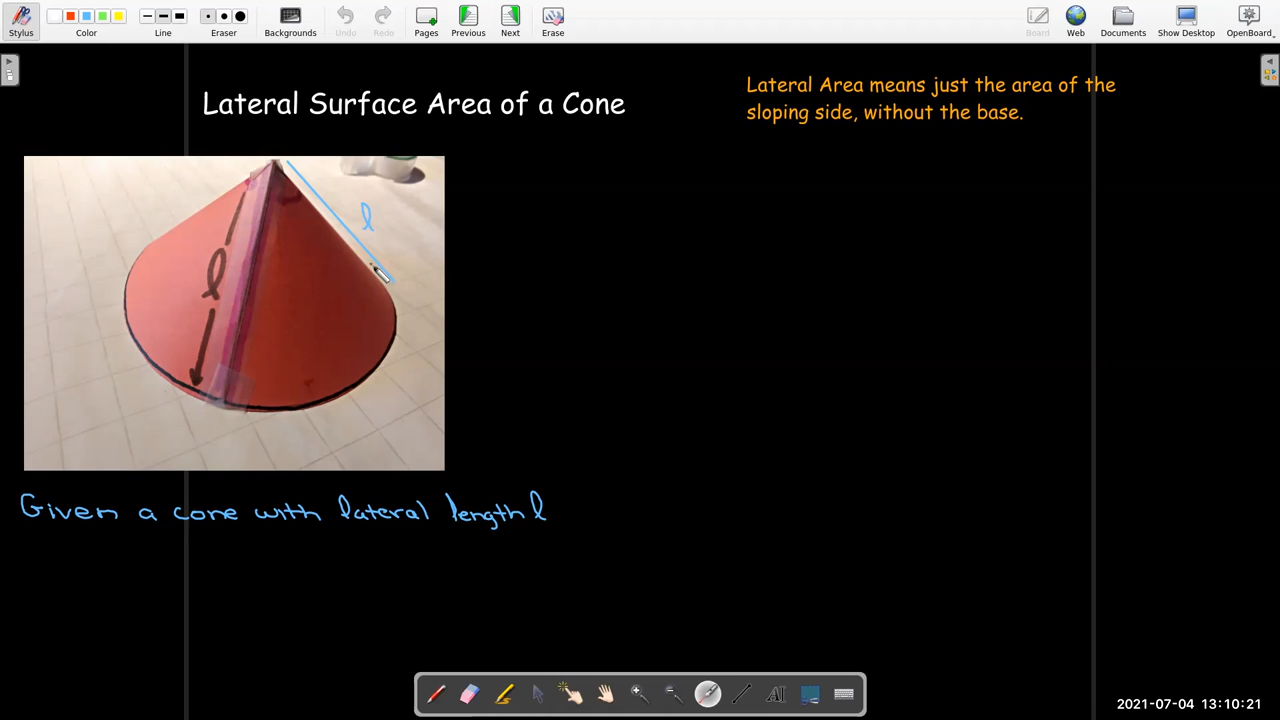 Stylus
Color
Line
Eraser
Backgrounds
Undo
Redo
Pages
Previous
Next
Erase
Board
Web
Documents
Show Desktop
OpenBoard
Lateral Surface Area of a Cone
Lateral Area means just the area of the
sloping side, without the base.
l
l
Given a cone with lateral length l
AI
2021-07-04 13:10:21